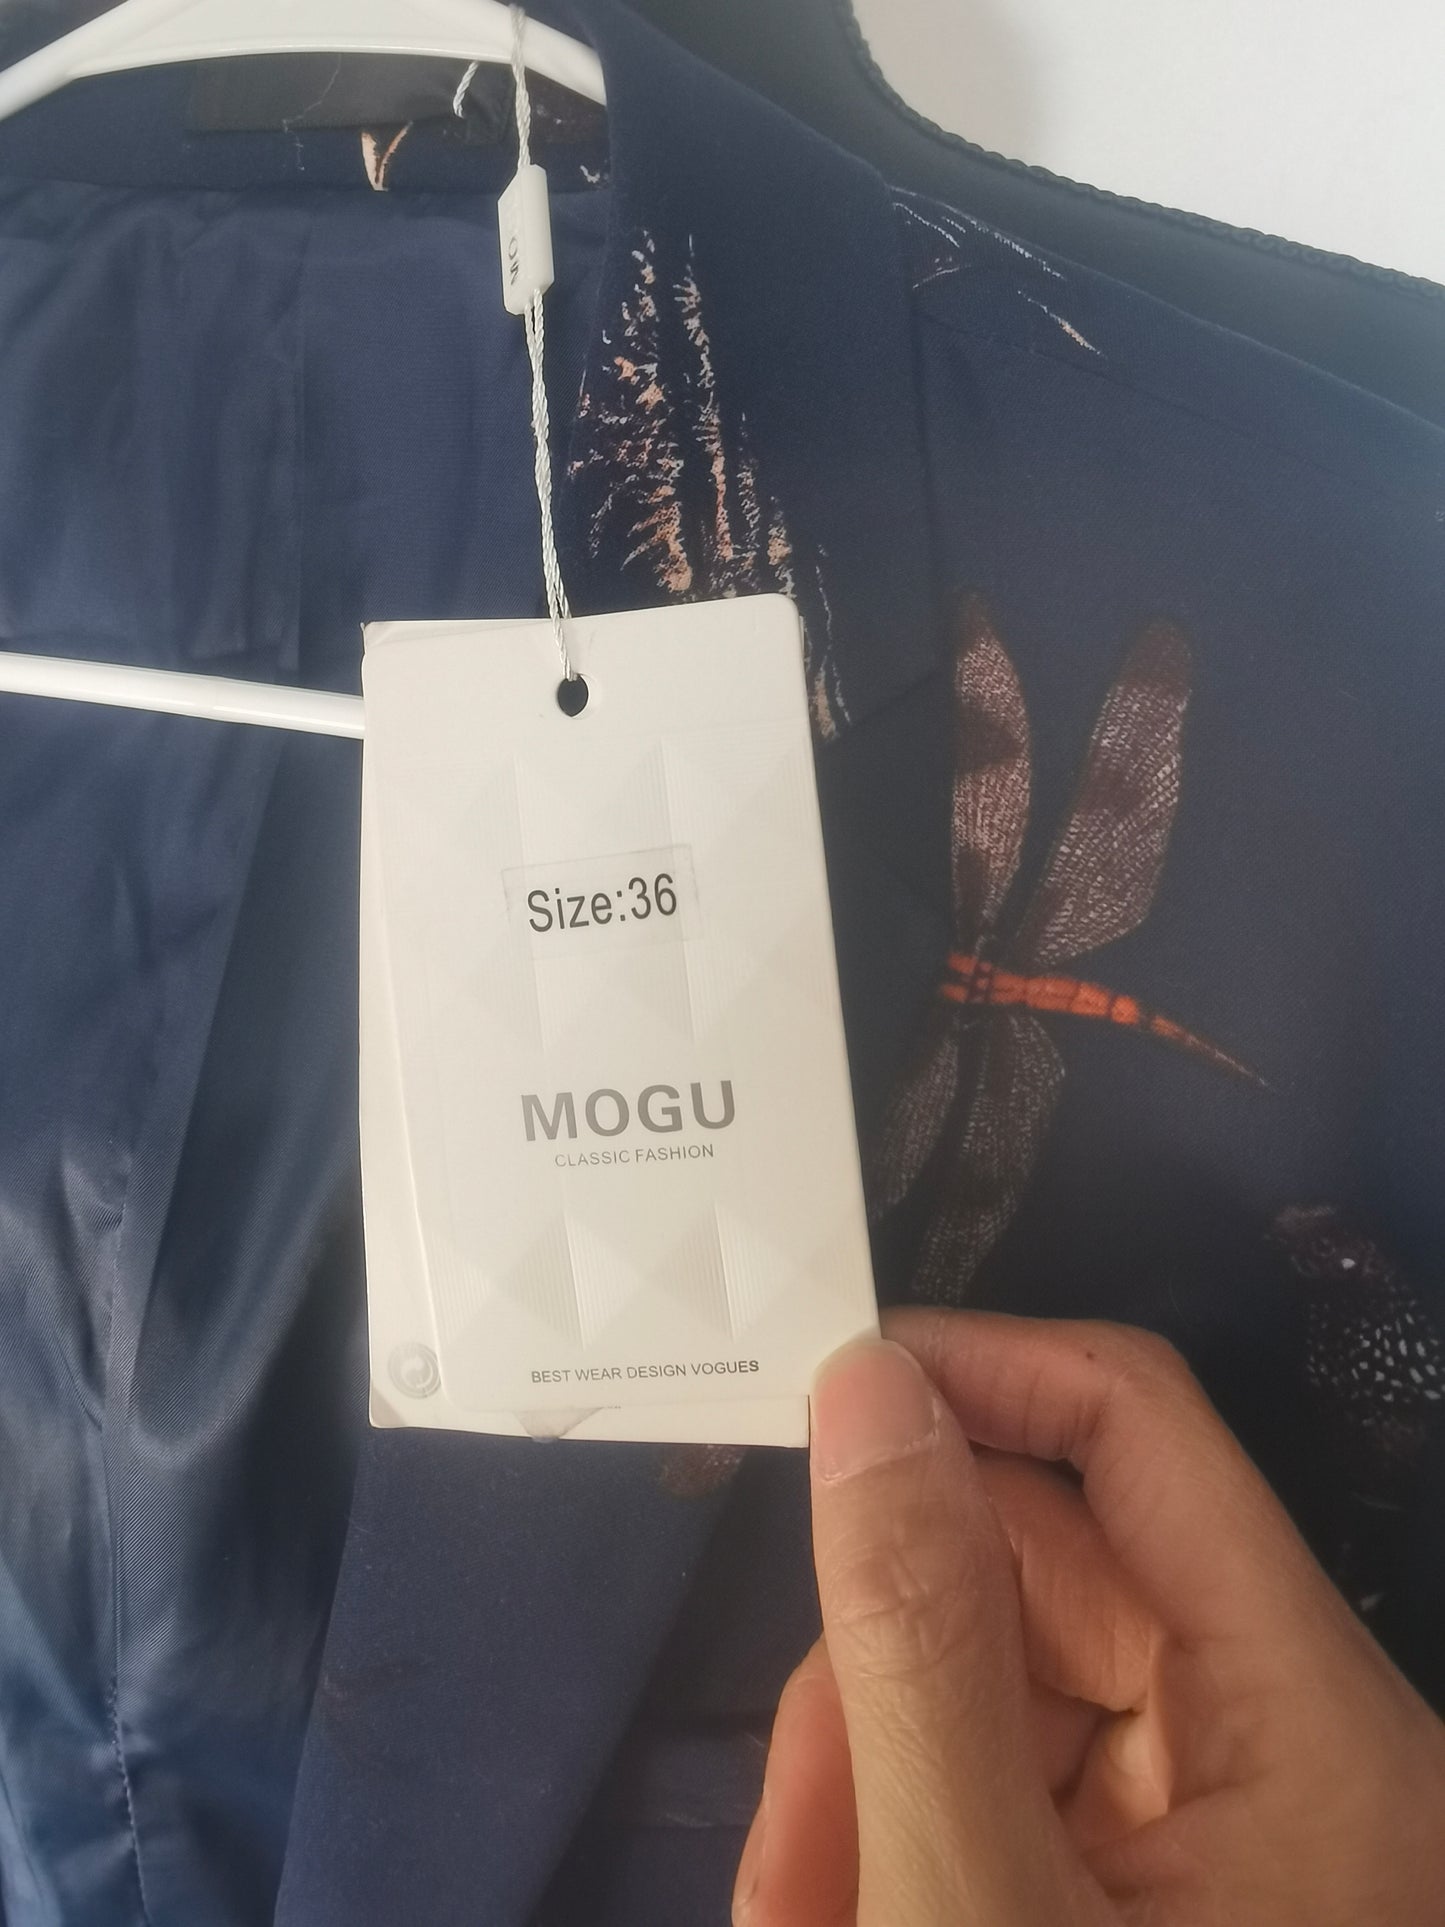 Size:36
MOGU
CLASSIC FASHION
BEST WEAR DESIGN VOGUES